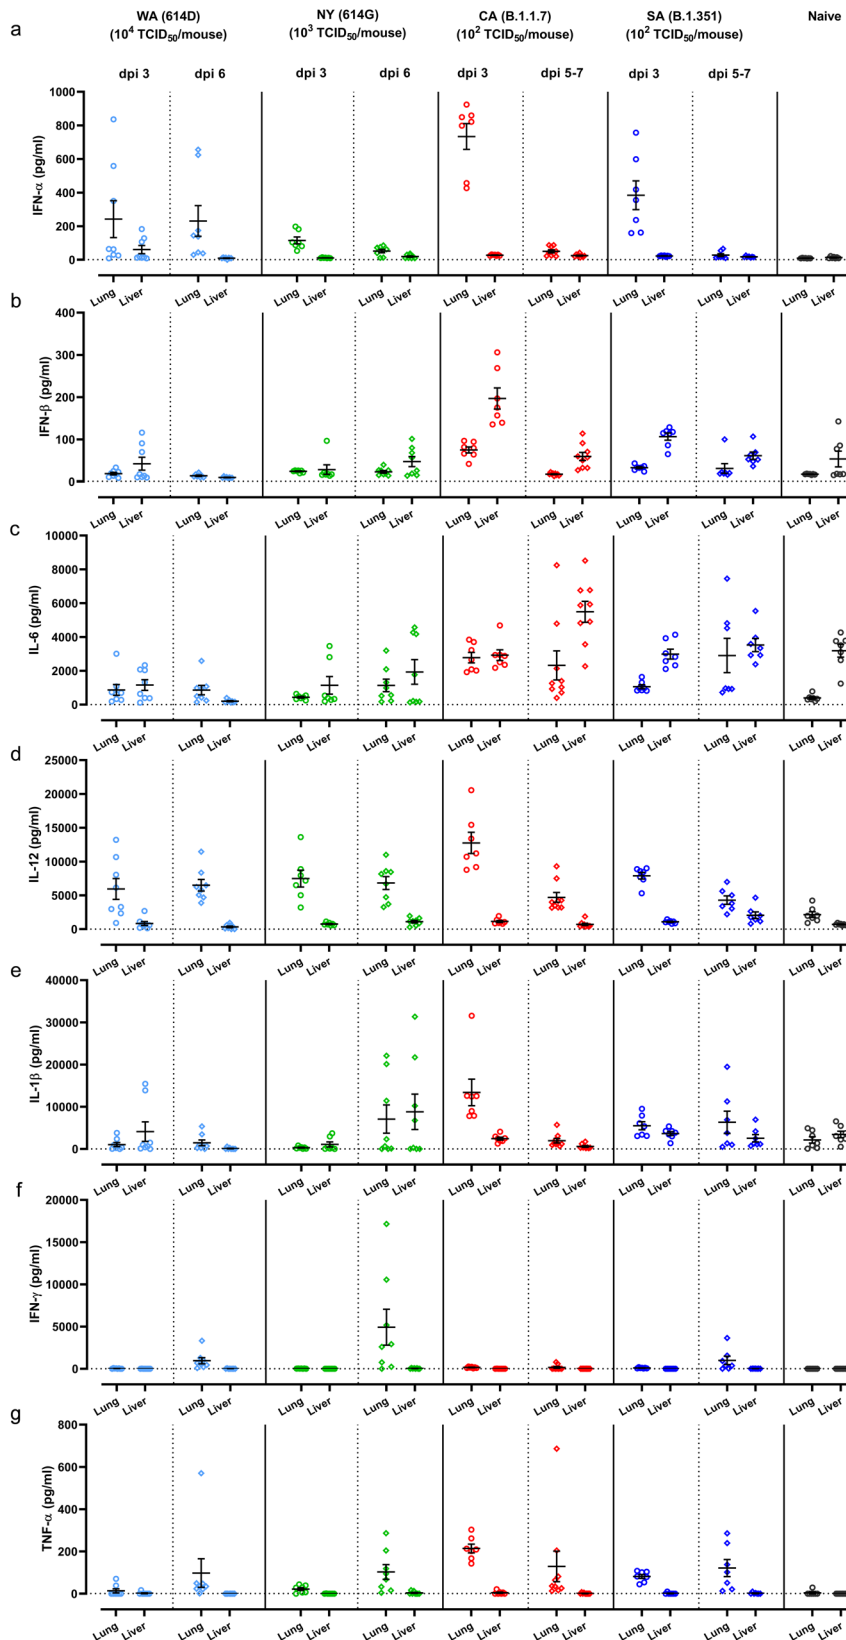 a
WA (614D)
(10⁴ TCID₅₀/mouse)
NY (614G)
(10³ TCID₅₀/mouse)
CA (B.1.1.7)
(10² TCID₅₀/mouse)
SA (B.1.351)
(10² TCID₅₀/mouse)
Naive
dpi 3 dpi 6 dpi 3 dpi 6 dpi 3 dpi 5-7 dpi 3 dpi 5-7
IFN-α (pg/ml)
1000
800
600
400
200
0
Lung Liver Lung Liver Lung Liver Lung Liver Lung Liver Lung Liver Lung Liver Lung Liver Lung Liver
b
IFN-β (pg/ml)
400
300
200
100
0
Lung Liver Lung Liver Lung Liver Lung Liver Lung Liver Lung Liver Lung Liver Lung Liver Lung Liver
c
IL-6 (pg/ml)
10000
8000
6000
4000
2000
0
Lung Liver Lung Liver Lung Liver Lung Liver Lung Liver Lung Liver Lung Liver Lung Liver Lung Liver
d
IL-12 (pg/ml)
25000
20000
15000
10000
5000
0
Lung Liver Lung Liver Lung Liver Lung Liver Lung Liver Lung Liver Lung Liver Lung Liver Lung Liver
e
IL-1β (pg/ml)
40000
30000
20000
10000
0
Lung Liver Lung Liver Lung Liver Lung Liver Lung Liver Lung Liver Lung Liver Lung Liver Lung Liver
f
IFN-γ (pg/ml)
20000
15000
10000
5000
0
Lung Liver Lung Liver Lung Liver Lung Liver Lung Liver Lung Liver Lung Liver Lung Liver Lung Liver
g
TNF-α (pg/ml)
800
600
400
200
0
Lung Liver Lung Liver Lung Liver Lung Liver Lung Liver Lung Liver Lung Liver Lung Liver Lung Liver